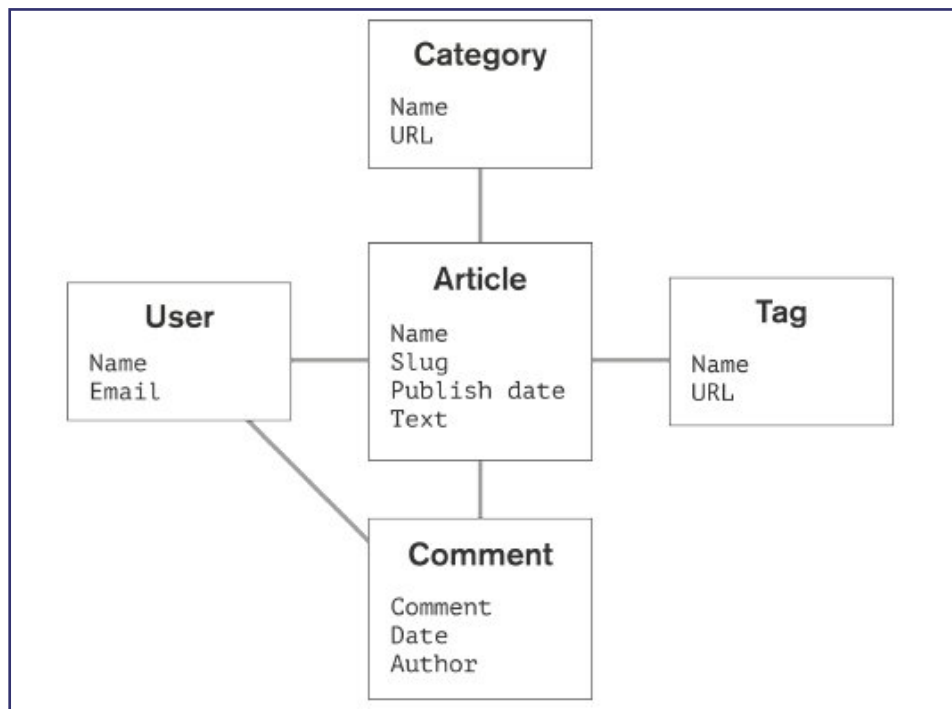 Category
Name
URL
Article
Name
Slug
Publish date
Text
User
Name
Email
Tag
Name
URL
Comment
Comment
Date
Author